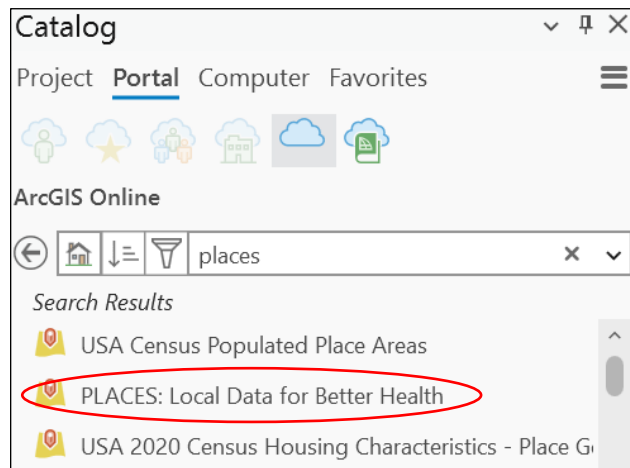 Catalog
Project Portal Computer Favorites
ArcGIS Online
places
Search Results
USA Census Populated Place Areas
PLACES: Local Data for Better Health
USA 2020 Census Housing Characteristics - Place